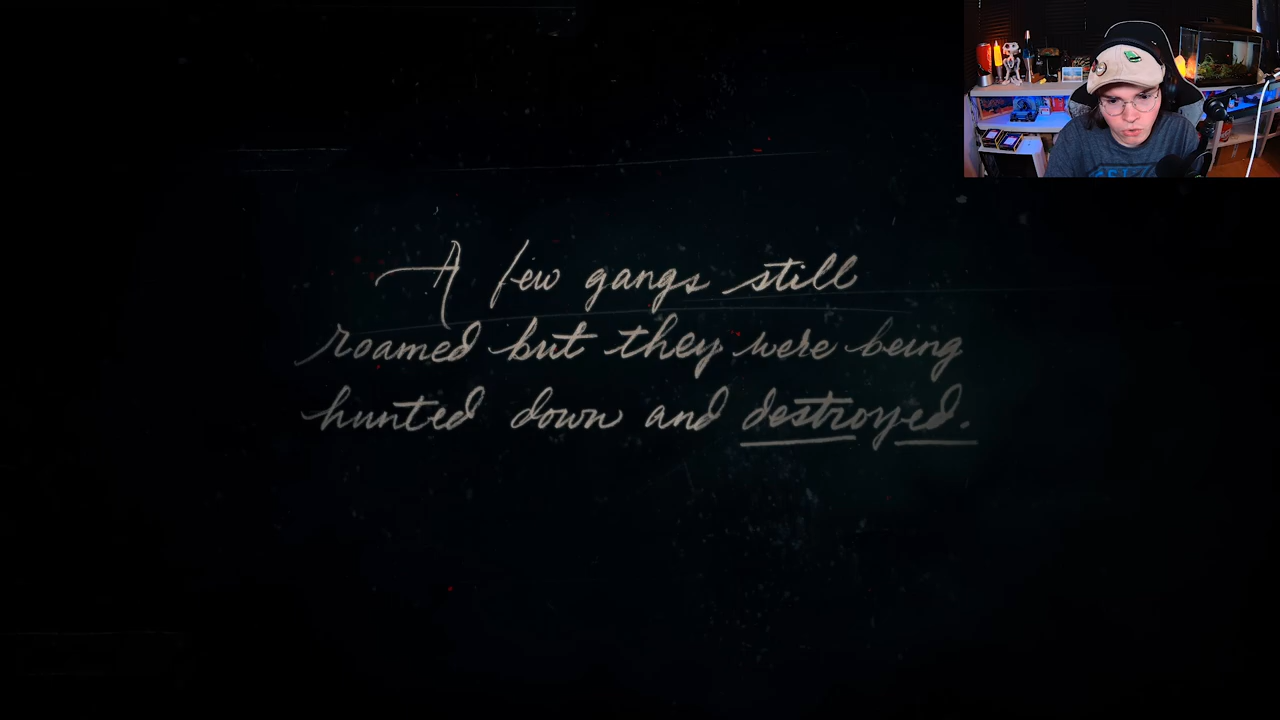 A few gangs still
roamed but they were being
hunted down and destroyed.